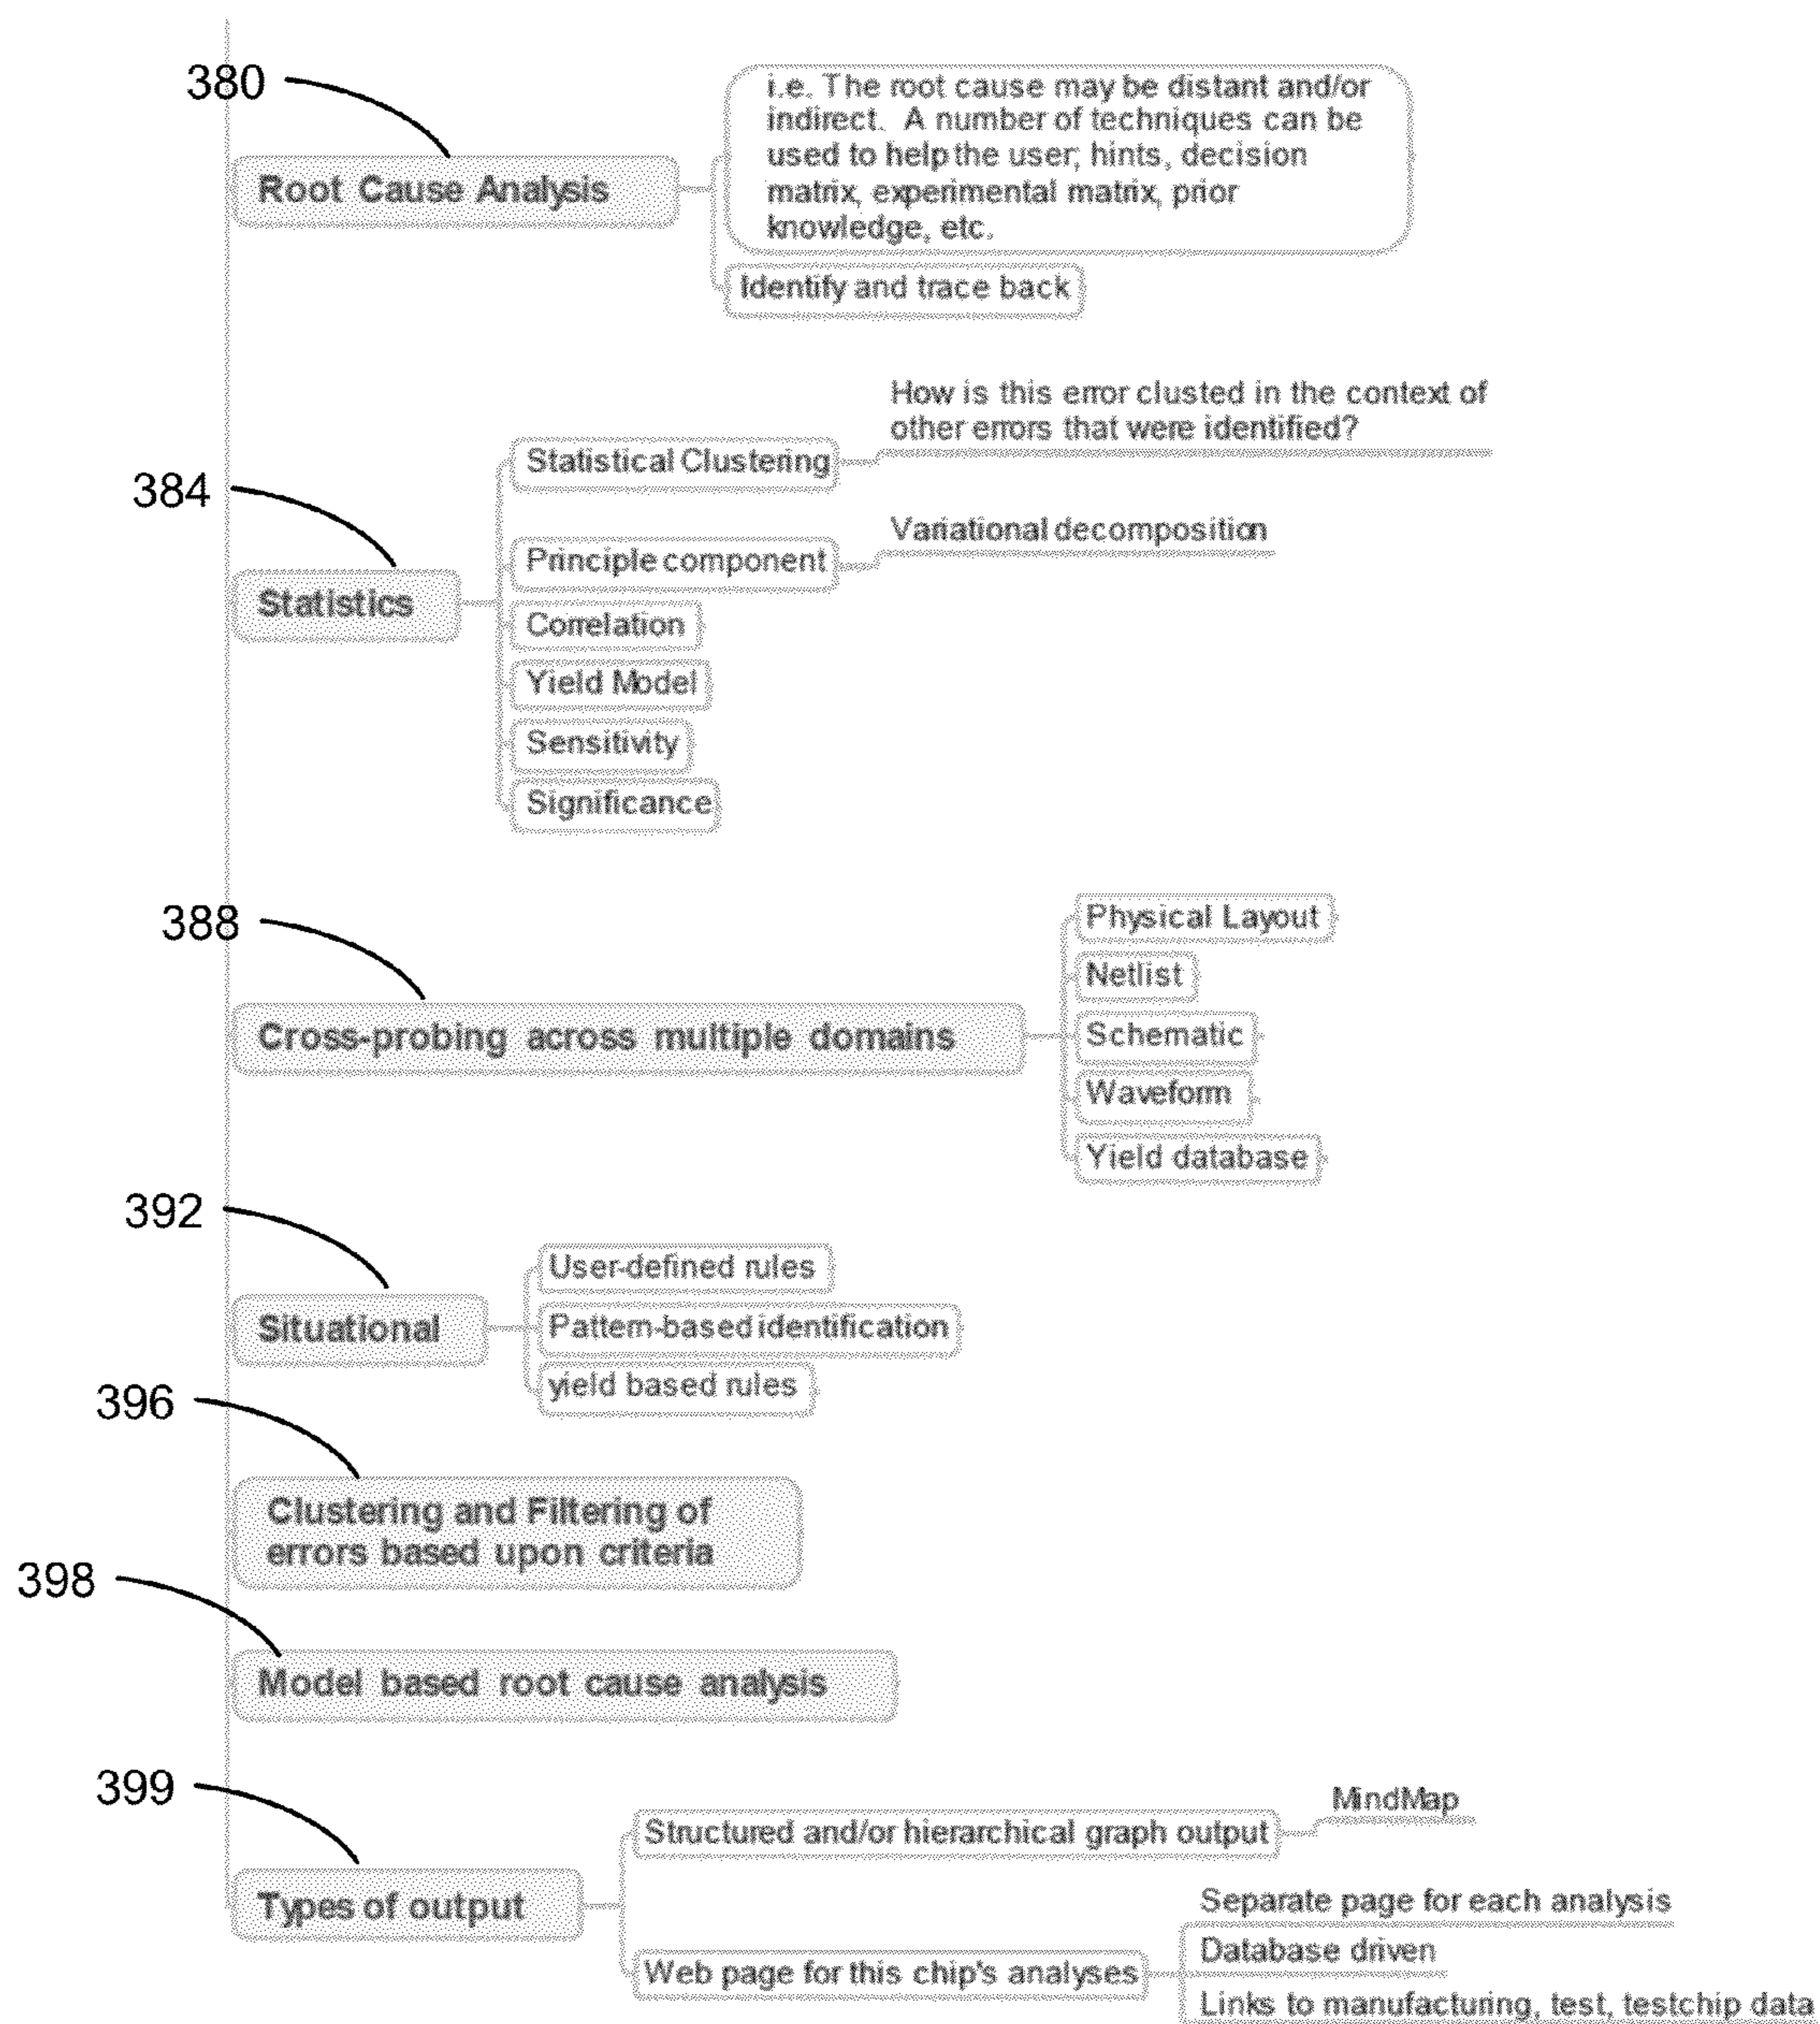 380
i.e. The root cause may be distant and/or
indirect. A number of techniques can be
used to help the user; hints, decision
matrix, experimental matrix, prior
knowledge, etc.
Root Cause Analysis
Identify and trace back
How is this error clusted in the context of
other errors that were identified?
Statistical Clustering
384
Variational decomposition
Principle component
Statistics
Correlation
Yield Model
Sensitivity
Significance
388
Physical Layout
Netlist
Cross-probing across multiple domains
Schematic
Waveform
Yield database
392
User-defined rules
Situational
Pattern-based identification
yield based rules
396
Clustering and Filtering of
errors based upon criteria
398
Model based root cause analysis
399
MindMap
Structured and/or hierarchical graph output
Types of output
Separate page for each analysis
Database driven
Web page for this chip's analyses
Links to manufacturing, test, testchip data